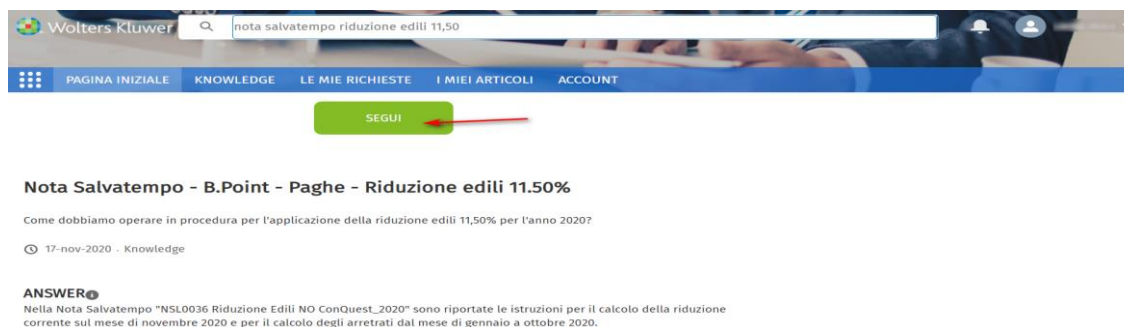 Wolters Kluwer
nota salvatempo riduzione edili 11,50
PAGINA INIZIALE KNOWLEDGE LE MIE RICHIESTE I MIEI ARTICOLI ACCOUNT
SEGUI
Nota Salvatempo - B.Point - Paghe - Riduzione edili 11.50%
Come dobbiamo operare in procedura per l'applicazione della riduzione edili 11,50% per l'anno 2020?
17-nov-2020 . Knowledge
ANSWER
Nella Nota Salvatempo "NSL0036 Riduzione Edili NO ConQuest_2020" sono riportate le istruzioni per il calcolo della riduzione
corrente sul mese di novembre 2020 e per il calcolo degli arretrati dal mese di gennaio a ottobre 2020.